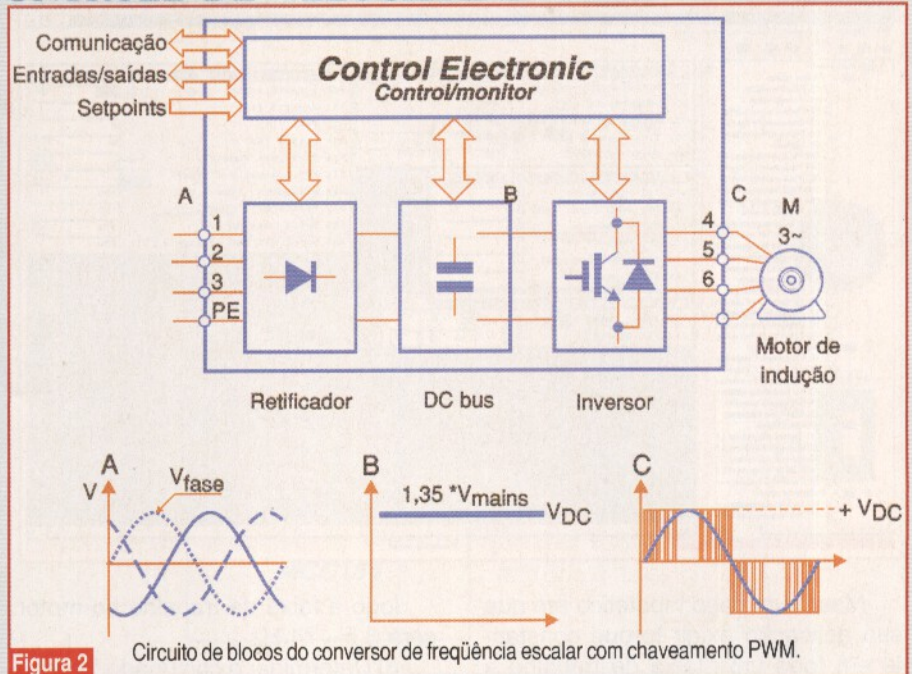 Comunicação
Entradas/saídas
Setpoints
Control Electronic
Control/monitor
A
B
C
1
2
3
PE
4
5
6
M
3~
Motor de
indução
Retificador
DC bus
Inversor
A
V
Vfase
B
1,35 *Vmains
VDC
C
+ VDC
Figura 2
Circuito de blocos do conversor de freqüência escalar com chaveamento PWM.